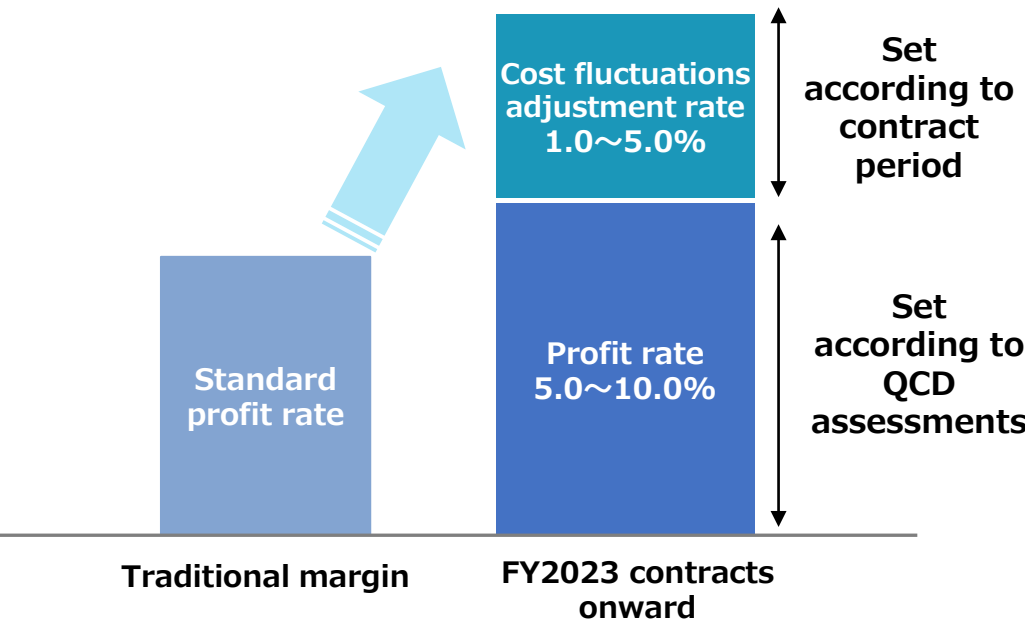 Cost fluctuations
adjustment rate
1.0～5.0%
Set
according to
contract
period
Standard
profit rate
Profit rate
5.0～10.0%
Set
according to
QCD
assessments
Traditional margin
FY2023 contracts
onward